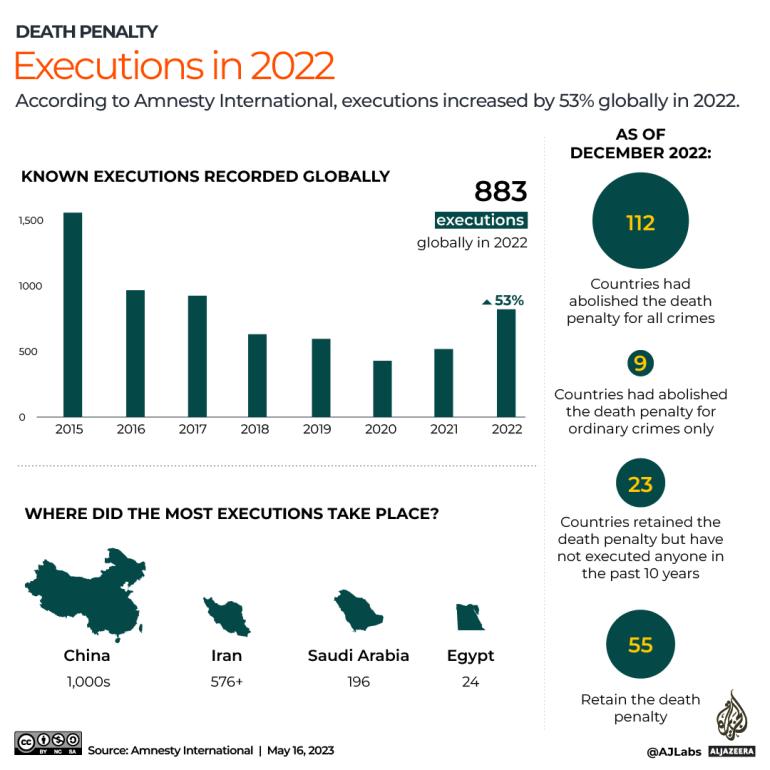 DEATH PENALTY
Executions in 2022
According to Amnesty International, executions increased by 53% globally in 2022.
KNOWN EXECUTIONS RECORDED GLOBALLY
883
executions
globally in 2022
1,500
1000
500
0
53%
2015 2016 2017 2018 2019 2020 2021 2022
WHERE DID THE MOST EXECUTIONS TAKE PLACE?
China
1,000s
Iran
576+
Saudi Arabia
196
Egypt
24
AS OF
DECEMBER 2022:
112
Countries had
abolished the death
penalty for all crimes
9
Countries had abolished
the death penalty for
ordinary crimes only
23
Countries retained the
death penalty but have
not executed anyone in
the past 10 years
55
Retain the death
penalty
cc BY NC SA
Source: Amnesty International | May 16, 2023
@AJLabs
ALJAZEERA